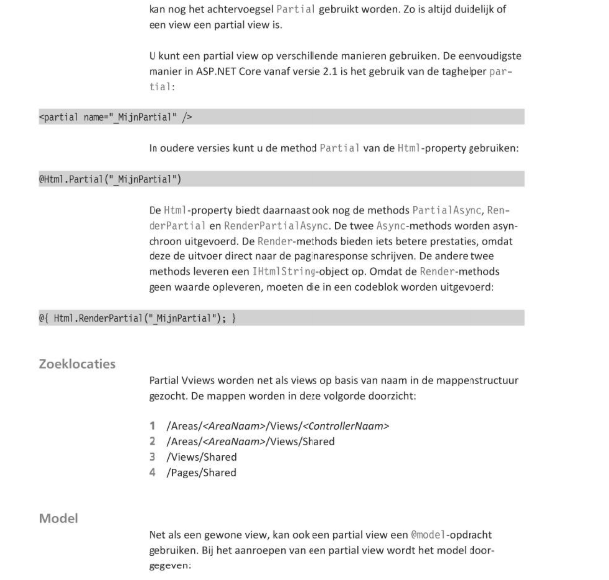 kan nog het achtervoegsel Partial gebruikt worden. Zo is altijd duidelijk of
een view een partial view is.
U kunt een partial view op verschillende manieren gebruiken. De eenvoudigste
manier in ASP.NET Core vanaf versie 2.1 is het gebruik van de taghelper par-
tial:
<partial name="_MijnPartial" />
In oudere versies kunt u de method Partial van de Html-property gebruiken:
@Html.Partial("_MijnPartial")
De Html-property biedt daarnaast ook nog de methods PartialAsync, Ren-
derPartial en RenderPartialAsync. De twee Async-methods worden asyn-
chroon uitgevoerd. De Render-methods bieden iets betere prestaties, omdat
deze de uitvoer direct naar de paginaresponse schrijven. De andere twee
methods leveren een IHtmlString-object op. Omdat de Render-methods
geen waarde opleveren, moeten die in een codeblok worden uitgevoerd:
@{ Html.RenderPartial("_MijnPartial"); }
Zoeklocaties
Partial Vviews worden net als views op basis van naam in de mappenstructuur
gezocht. De mappen worden in deze volgorde doorzicht:
1 /Areas/<AreaNaam>/Views/<ControllerNaam>
2 /Areas/<AreaNaam>/Views/Shared
3 /Views/Shared
4 /Pages/Shared
Model
Net als een gewone view, kan ook een partial view een @model-opdracht
gebruiken. Bij het aanroepen van een partial view wordt het model door-
gegeven: